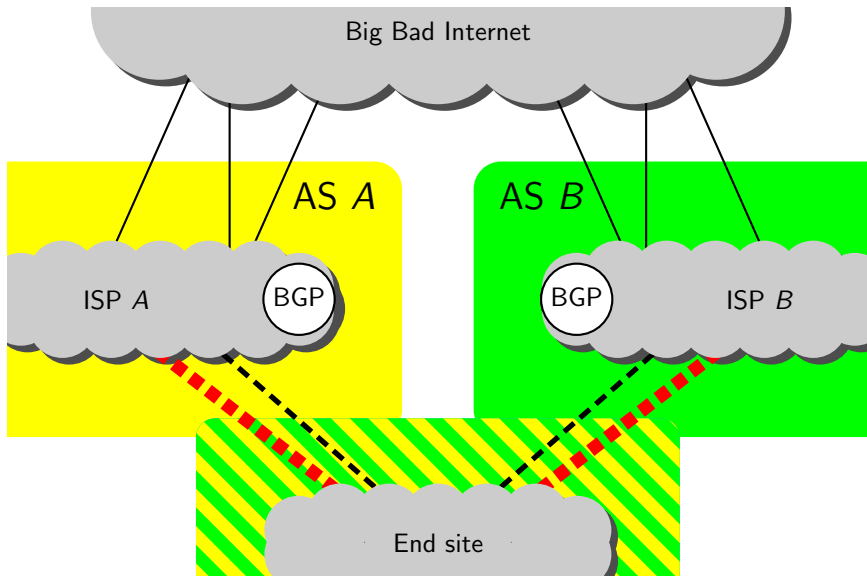 Big Bad Internet
AS A
AS B
ISP A
BGP
BGP
ISP B
End site